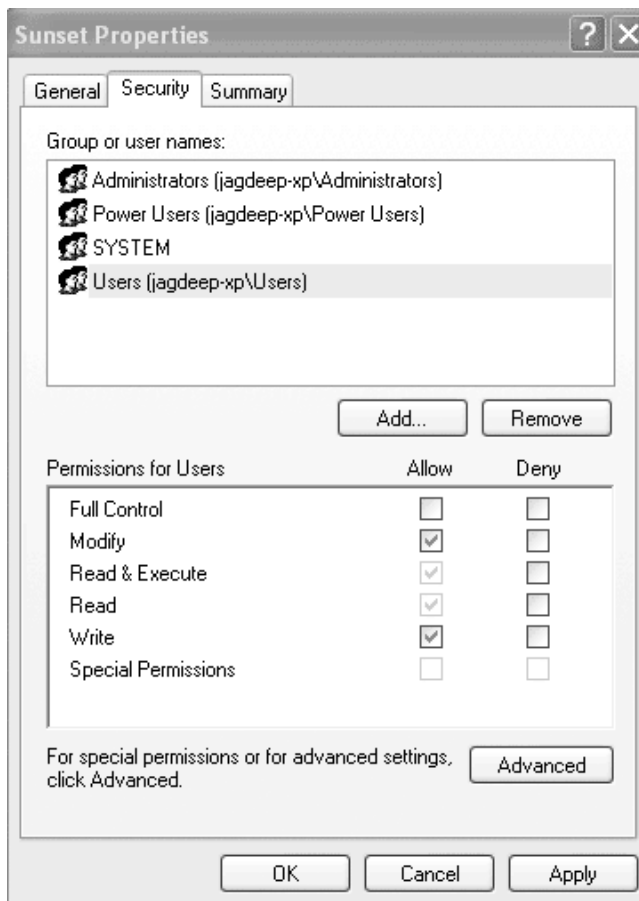 Sunset Properties
General Security Summary
Group or user names:
Administrators (jagdeep-xp\Administrators)
Power Users (jagdeep-xp\Power Users)
SYSTEM
Users (jagdeep-xp\Users)
Add... Remove
Permissions for Users Allow Deny
Full Control
Modify
Read & Execute
Read
Write
Special Permissions
For special permissions or for advanced settings,
click Advanced.
Advanced
OK Cancel Apply